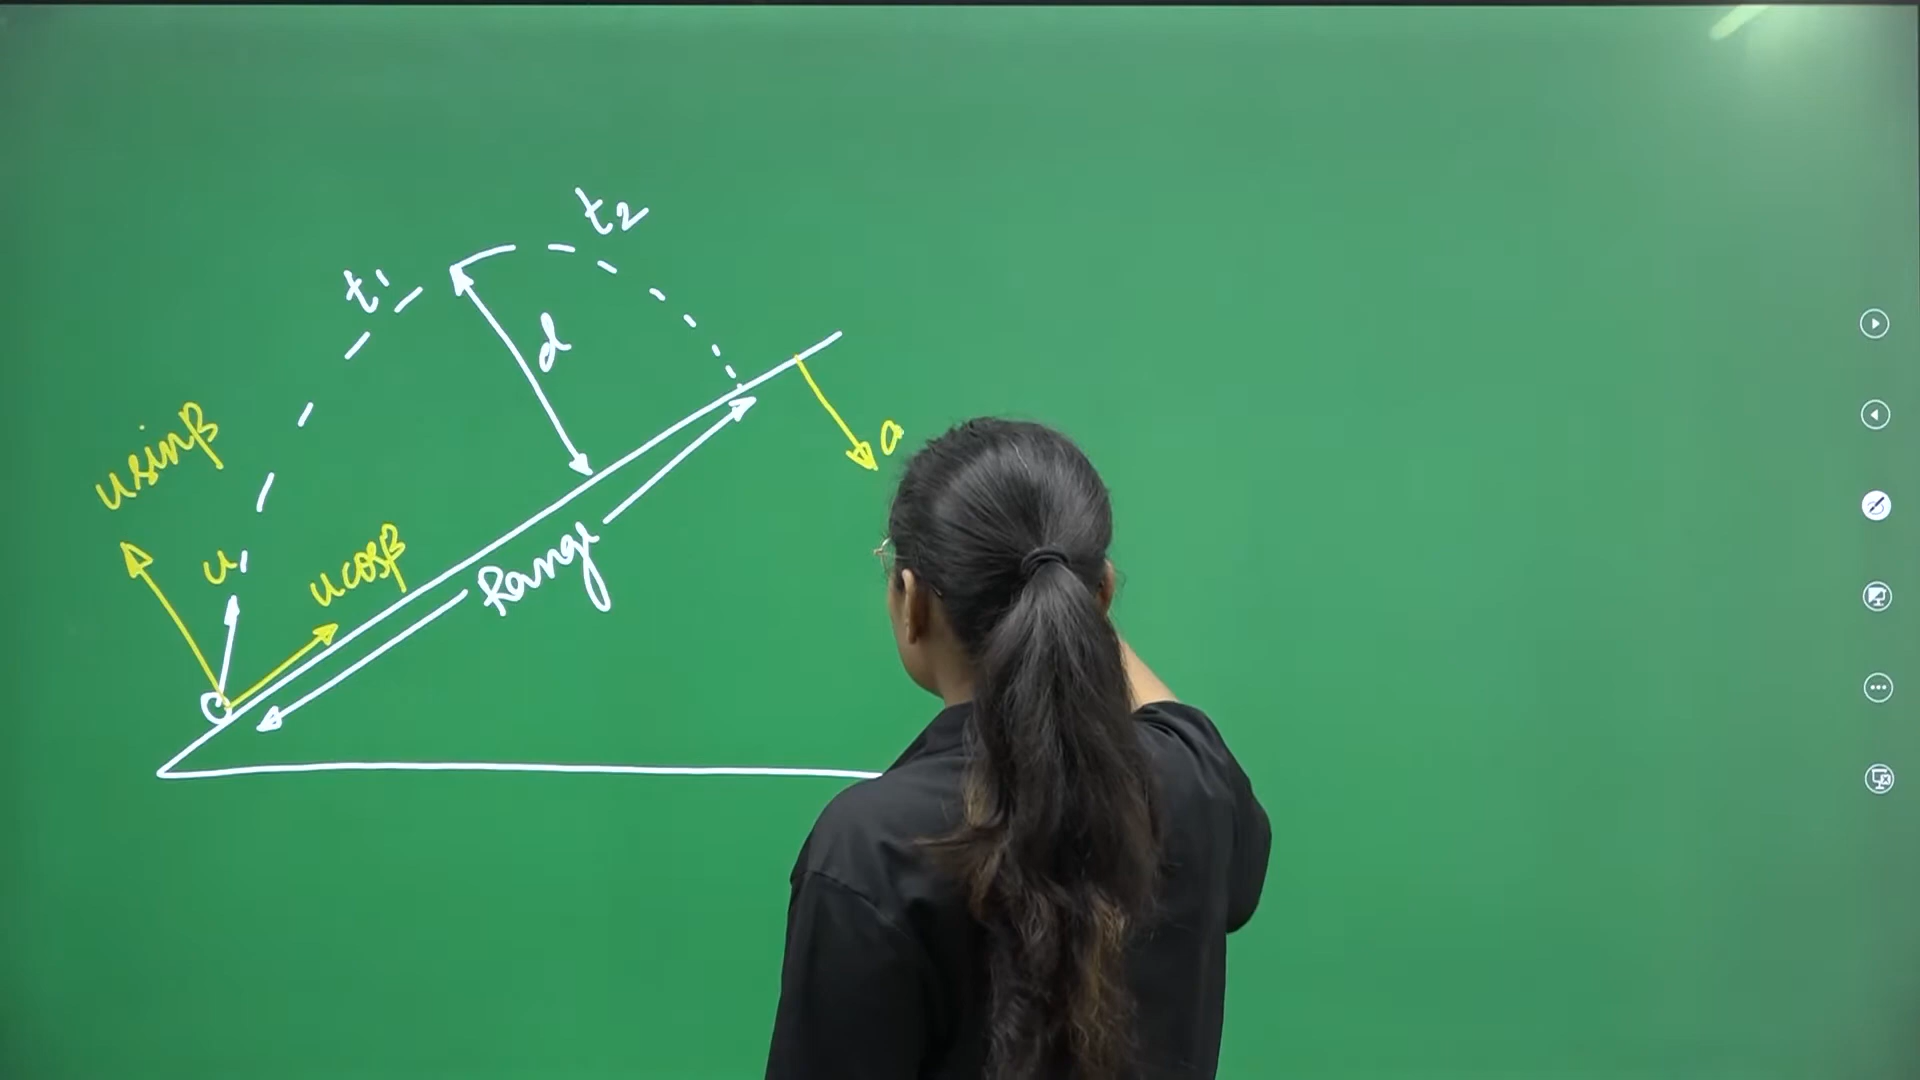 t₂
t₁
d
usinβ
a
u
ucosβ
Range